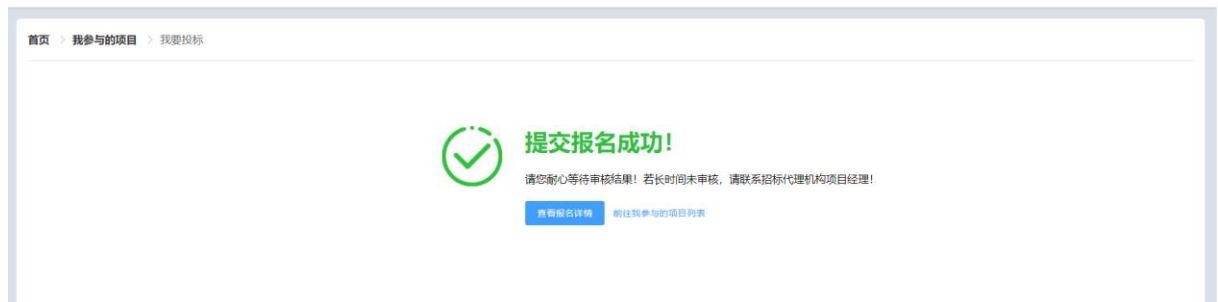 首页 > 我参与的项目 > 我要投标
提交报名成功！
请您耐心等待审核结果！若长时间未审核，请联系招标代理机构项目经理！
查看报名详情 前往我参与的项目列表